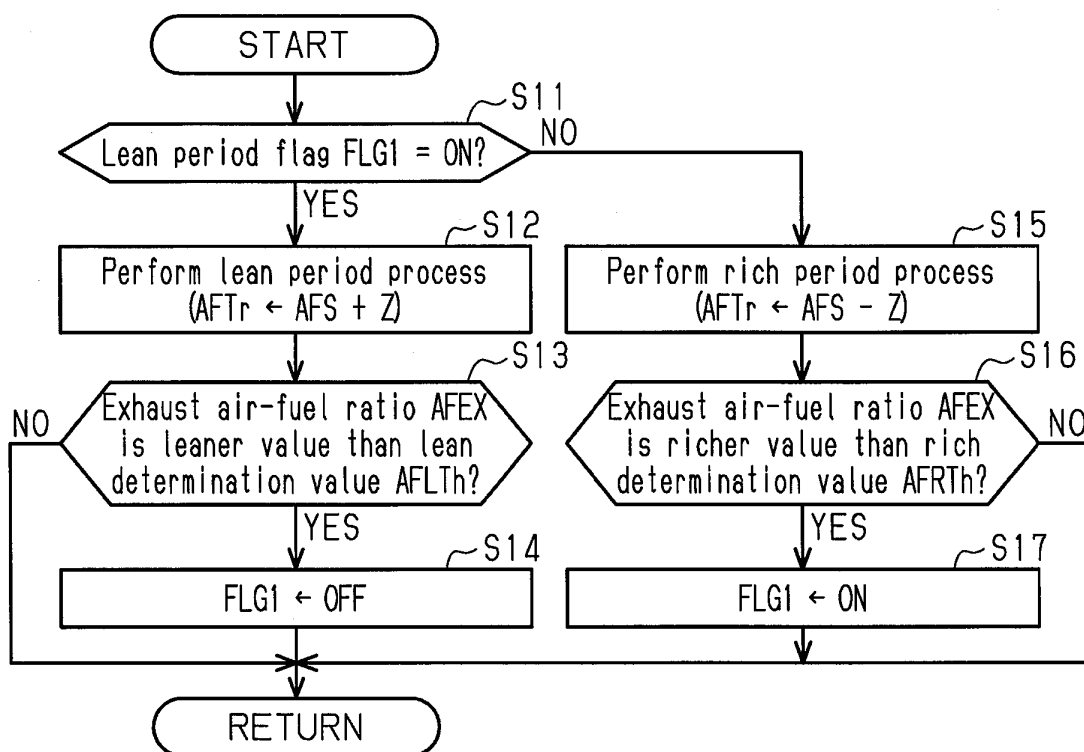 START
S11
Lean period flag FLG1 = ON?
NO
YES
S12
Perform lean period process
(AFTr ← AFS + Z)
S13
Exhaust air-fuel ratio AFEX
is leaner value than lean
determination value AFLTh?
NO
YES
S14
FLG1 ← OFF
S15
Perform rich period process
(AFTr ← AFS - Z)
S16
Exhaust air-fuel ratio AFEX
is richer value than rich
determination value AFRTh?
NO
YES
S17
FLG1 ← ON
RETURN